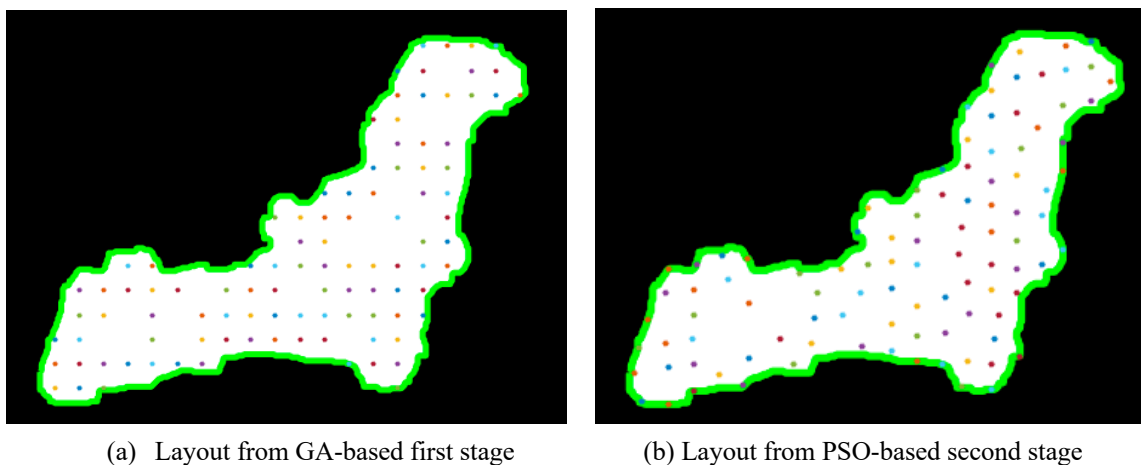 (a) Layout from GA-based first stage
(b) Layout from PSO-based second stage